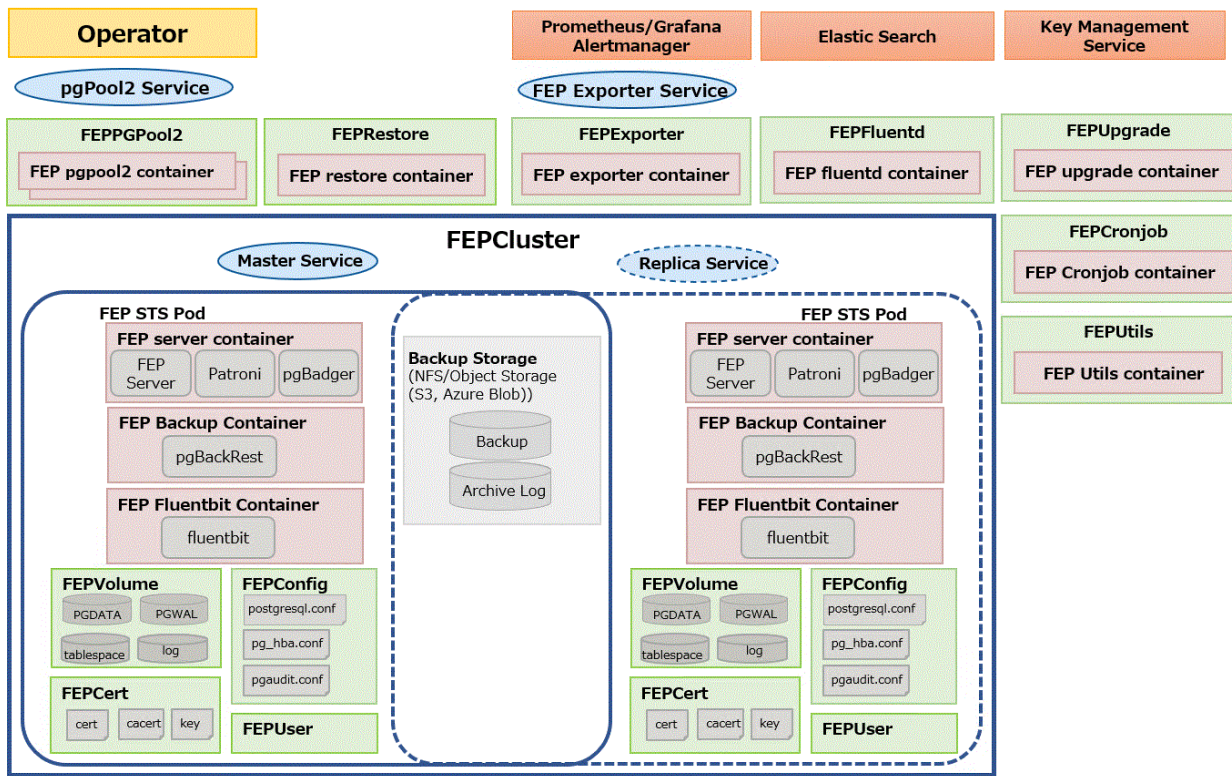 Operator
Prometheus/Grafana
Alertmanager
Elastic Search
Key Management
Service
pgPool2 Service
FEP Exporter Service
FEPPGPool2
FEP pgpool2 container
FEPRestore
FEP restore container
FEPExporter
FEP exporter container
FEPFluentd
FEP fluentd container
FEPUpgrade
FEP upgrade container
FEPCronjob
FEP Cronjob container
FEPUtils
FEP Utils container
FEPCluster
Master Service
Replica Service
FEP STS Pod
FEP server container
FEP
Server
Patroni
pgBadger
FEP Backup Container
pgBackRest
FEP Fluentbit Container
fluentbit
FEPVolume
PGDATA
PGWAL
tablespace
log
FEPConfig
postgresql.conf
pg_hba.conf
pgaudit.conf
FEPCert
cert
cacert
key
FEPUser
Backup Storage
(NFS/Object Storage
(S3, Azure Blob))
Backup
Archive Log
FEP STS Pod
FEP server container
FEP
Server
Patroni
pgBadger
FEP Backup Container
pgBackRest
FEP Fluentbit Container
fluentbit
FEPVolume
PGDATA
PGWAL
tablespace
log
FEPConfig
postgresql.conf
pg_hba.conf
pgaudit.conf
FEPCert
cert
cacert
key
FEPUser